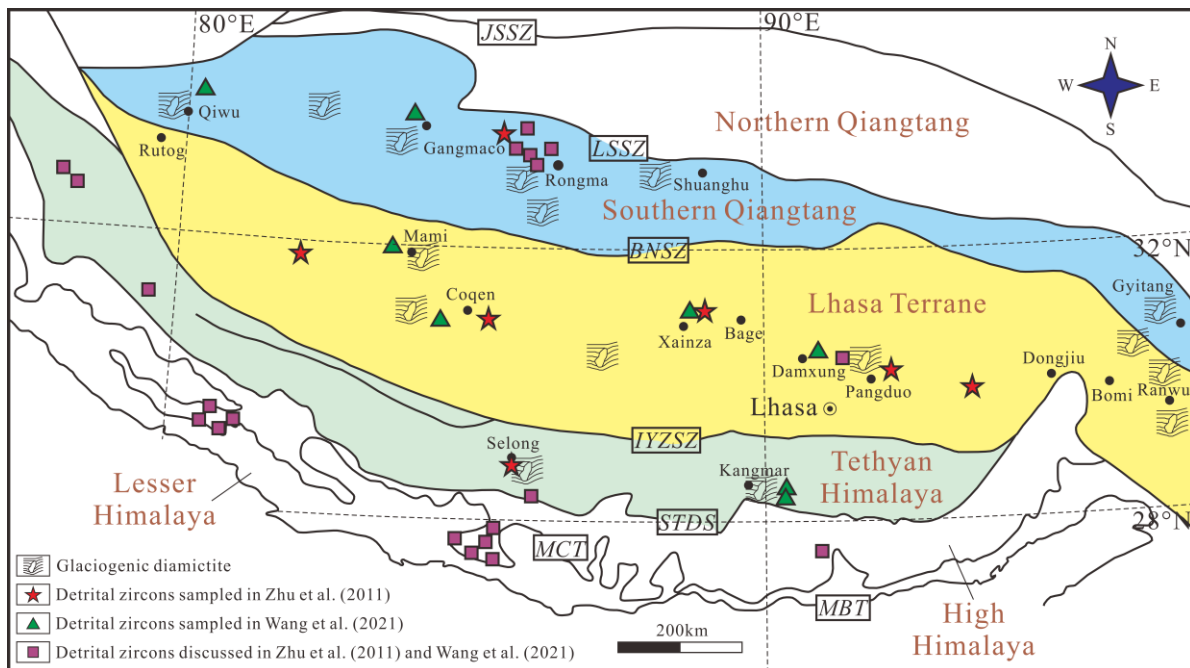 80°E
90°E
JSSZ
N
W
E
S
Qiwu
Rutog
Gangmaco
LSSZ
Northern Qiangtang
Rongma
Shuanghu
Southern Qiangtang
Mami
BNSZ
32°N
Gyitang
Coqen
Lhasa Terrane
Xainza
Bage
Damxung
Pangduo
Dongjiu
Bomi
Ranwu
Lhasa
IYZSZ
Selong
Kangmar
Tethyan
Himalaya
Lesser
Himalaya
STDS
28°N
MCT
MBT
High
Himalaya
Glaciogenic diamictite
Detrital zircons sampled in Zhu et al. (2011)
Detrital zircons sampled in Wang et al. (2021)
Detrital zircons discussed in Zhu et al. (2011) and Wang et al. (2021)
200km